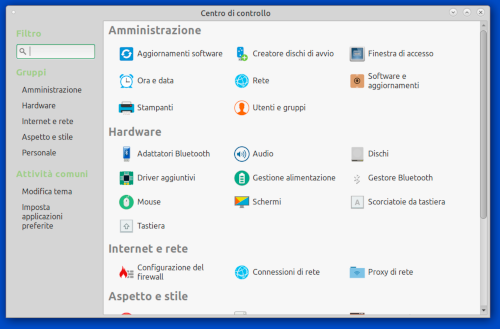 Centro di controllo
Filtro
Gruppi
Amministrazione
Hardware
Internet e rete
Aspetto e stile
Personale
Attività comuni
Modifica tema
Imposta
applicazioni
preferite
Amministrazione
Aggiornamenti software
Creatore dischi di avvio
Finestra di accesso
Ora e data
Rete
Software e
aggiornamenti
Stampanti
Utenti e gruppi
Hardware
Adattatori Bluetooth
Audio
Dischi
Driver aggiuntivi
Gestione alimentazione
Gestore Bluetooth
Mouse
Schermi
Scorciatoie da tastiera
Tastiera
Internet e rete
Configurazione del
firewall
Connessioni di rete
Proxy di rete
Aspetto e stile